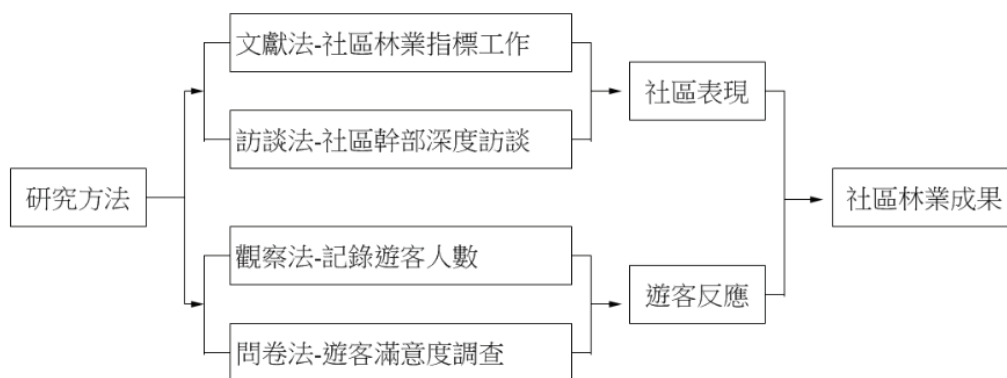 文獻法-社區林業指標工作
社區表現
訪談法-社區幹部深度訪談
研究方法
社區林業成果
觀察法-記錄遊客人數
遊客反應
問卷法-遊客滿意度調查